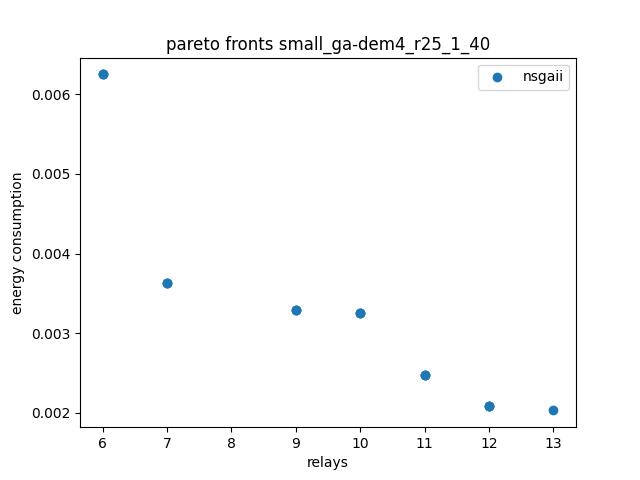 pareto fronts small_ga-dem4_r25_1_40
nsgaii
0.006
0.005
0.004
0.003
0.002
energy consumption
6 7 8 9 10 11 12 13
relays